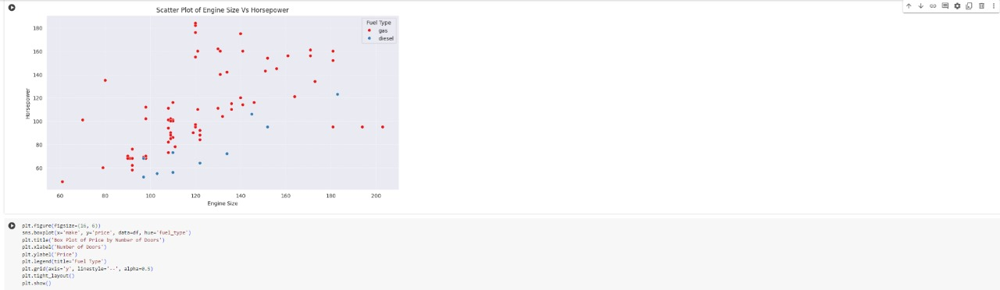 Scatter Plot of Engine Size Vs Horsepower
Fuel Type
gas
diesel
180
160
140
120
100
80
60
Horsepower
60 80 100 120 140 160 180 200
Engine Size
plt.figure(figsize=(16, 6))
sns.boxplot(x='make', y='price', data=df, hue='fuel_type')
plt.title('Box Plot of Price by Number of Doors')
plt.xlabel('Number of Doors')
plt.ylabel('Price')
plt.legend(title='Fuel Type')
plt.grid(axis='y', linestyle='--', alpha=0.5)
plt.tight_layout()
plt.show()